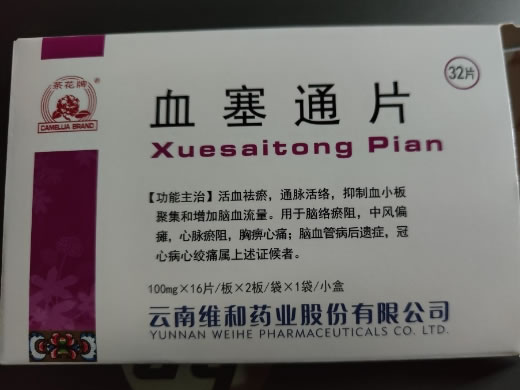 茶花牌
®
CAMELLIA BRAND
32片
血塞通片
Xuesaitong Pian
【功能主治】活血祛瘀，通脉活络，抑制血小板
聚集和增加脑血流量。用于脑络瘀阻，中风偏
瘫，心脉瘀阻，胸痹心痛；脑血管病后遗症，冠
心病心绞痛属上述证候者。
100mg×16片/板×2板/袋×1袋/小盒
云南维和药业股份有限公司
YUNNAN WEIHE PHARMACEUTICALS CO. LTD.